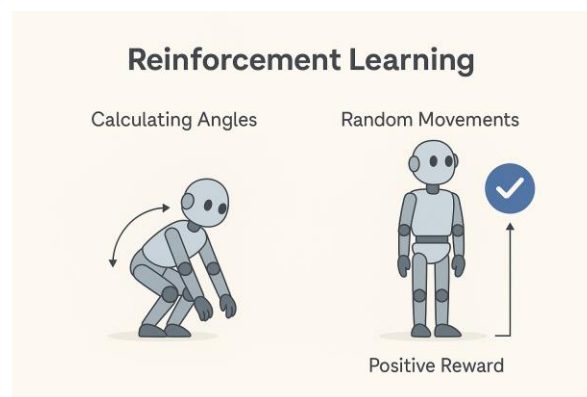 Reinforcement Learning
Calculating Angles
Random Movements
Positive Reward